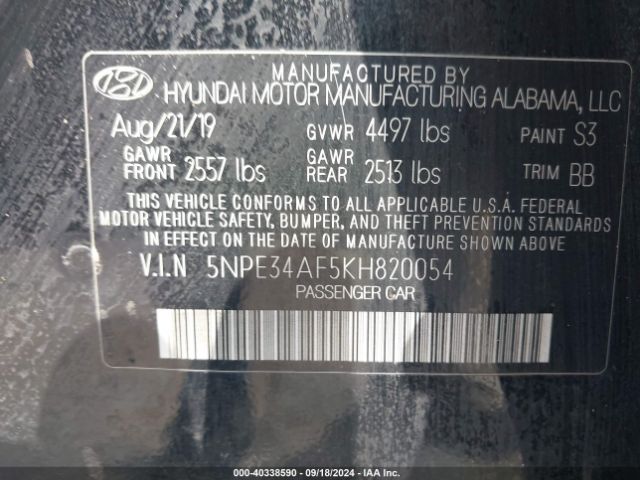 MANUFACTURED BY
HYUNDAI MOTOR MANUFACTURING ALABAMA, LLC
Aug/21/19 GVWR 4497 lbs PAINT S3
GAWR FRONT 2557 lbs GAWR REAR 2513 lbs TRIM BB
THIS VEHICLE CONFORMS TO ALL APPLICABLE U.S.A. FEDERAL
MOTOR VEHICLE SAFETY, BUMPER, AND THEFT PREVENTION STANDARDS
IN EFFECT ON THE DATE OF MANUFACTURE SHOWN ABOVE.
V.I.N 5NPE34AF5KH820054
PASSENGER CAR
000-40338590 - 09/18/2024 - IAA Inc.